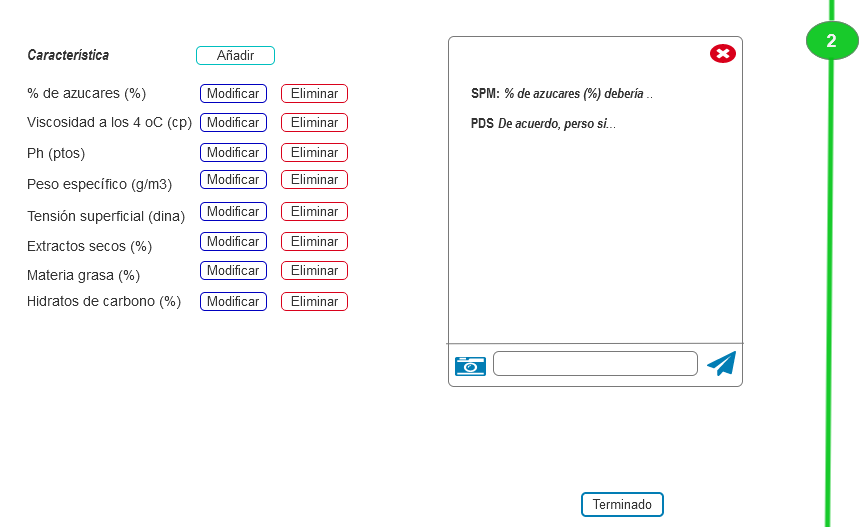 Característica Añadir
% de azucares (%) Modificar Eliminar
Viscosidad a los 4 oC (cp) Modificar Eliminar
Ph (ptos) Modificar Eliminar
Peso específico (g/m3) Modificar Eliminar
Tensión superficial (dina) Modificar Eliminar
Extractos secos (%) Modificar Eliminar
Materia grasa (%) Modificar Eliminar
Hidratos de carbono (%) Modificar Eliminar
SPM: % de azucares (%) debería ..
PDS De acuerdo, perso si...
2
Terminado